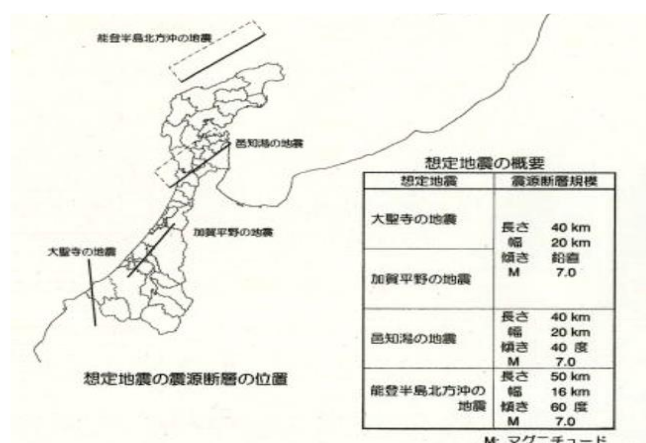 能登半島北方沖の地震
邑知潟の地震
加賀平野の地震
大聖寺の地震
想定地震の震源断層の位置
想定地震の概要
想定地震 震源断層規模
大聖寺の地震
加賀平野の地震
長さ 40 km
幅 20 km
傾き 鉛直
M 7.0
邑知潟の地震
長さ 40 km
幅 20 km
傾き 40 度
M 7.0
能登半島北方沖の
地震
長さ 50 km
幅 16 km
傾き 60 度
M 7.0
M: マグニチュード